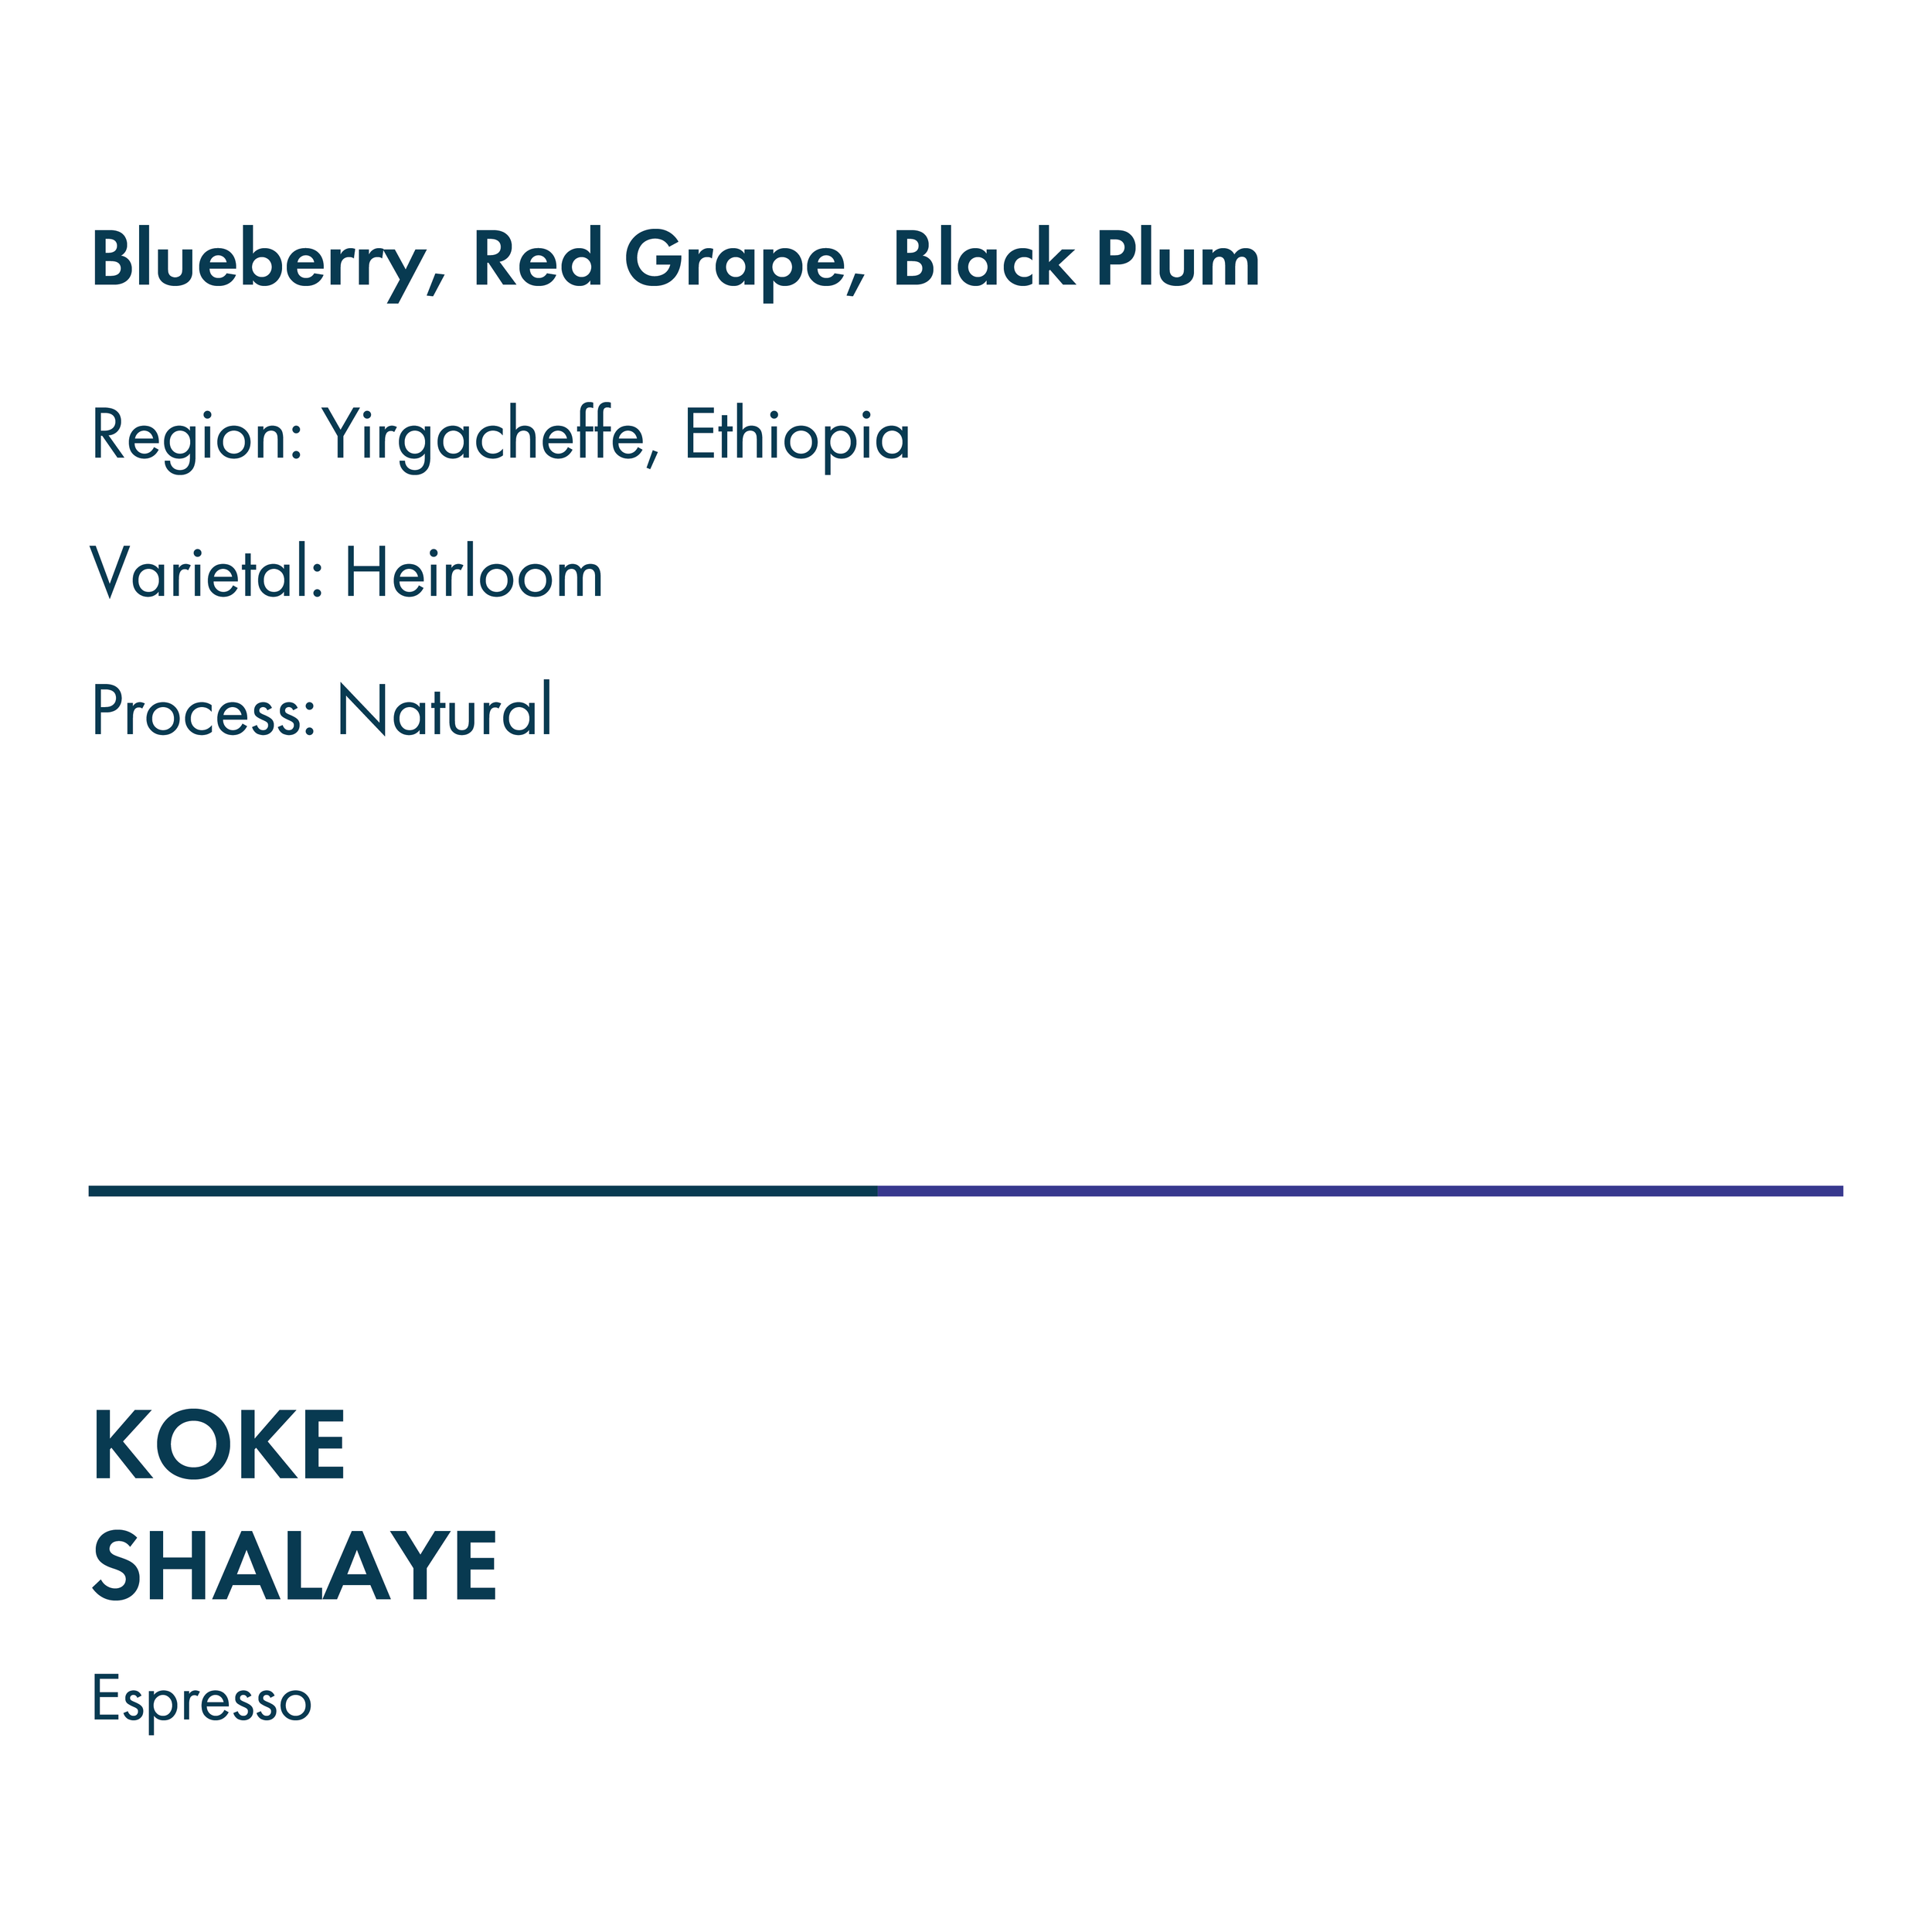 Blueberry, Red Grape, Black Plum
Region: Yirgacheffe, Ethiopia
Varietal: Heirloom
Process: Natural
KOKE
SHALAYE
Espresso